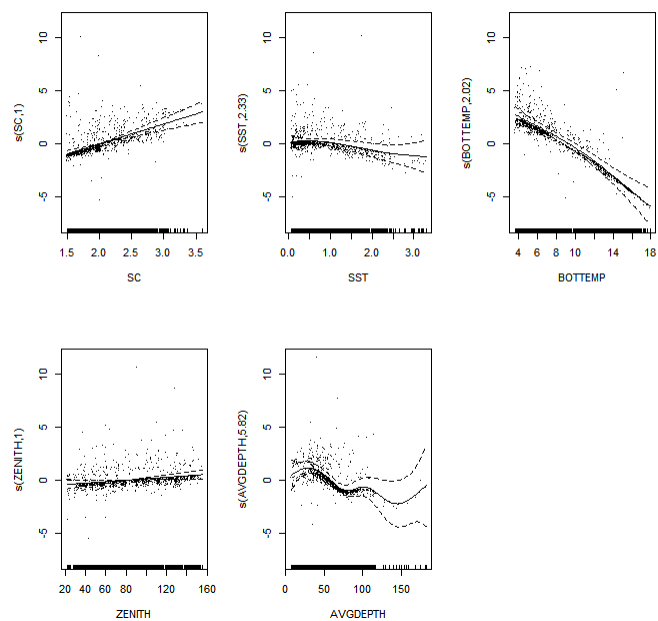 s(SC,1)
10
5
0
-5
1.5 2.0 2.5 3.0 3.5
SC
s(SST,2.33)
10
5
0
-5
0.0 1.0 2.0 3.0
SST
s(BOTTEMP,2.02)
10
5
0
-5
4 6 8 10 14 18
BOTTEMP
s(ZENITH,1)
10
5
0
-5
20 40 60 80 120 160
ZENITH
s(AVGDEPTH,5.82)
10
5
0
-5
0 50 100 150
AVGDEPTH